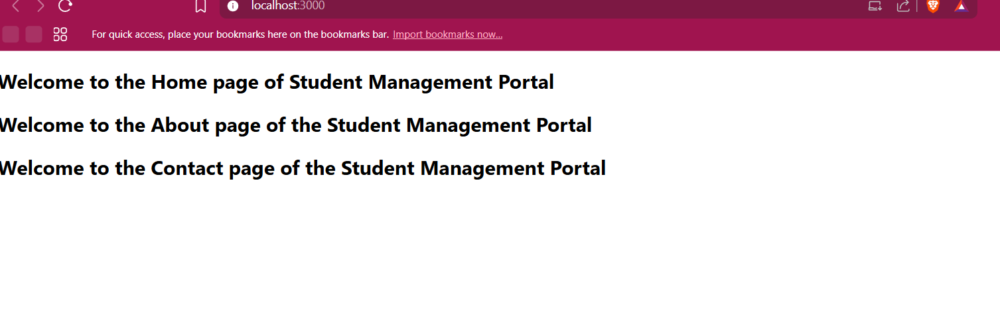 localhost:3000
For quick access, place your bookmarks here on the bookmarks bar. Import bookmarks now...
Welcome to the Home page of Student Management Portal
Welcome to the About page of the Student Management Portal
Welcome to the Contact page of the Student Management Portal